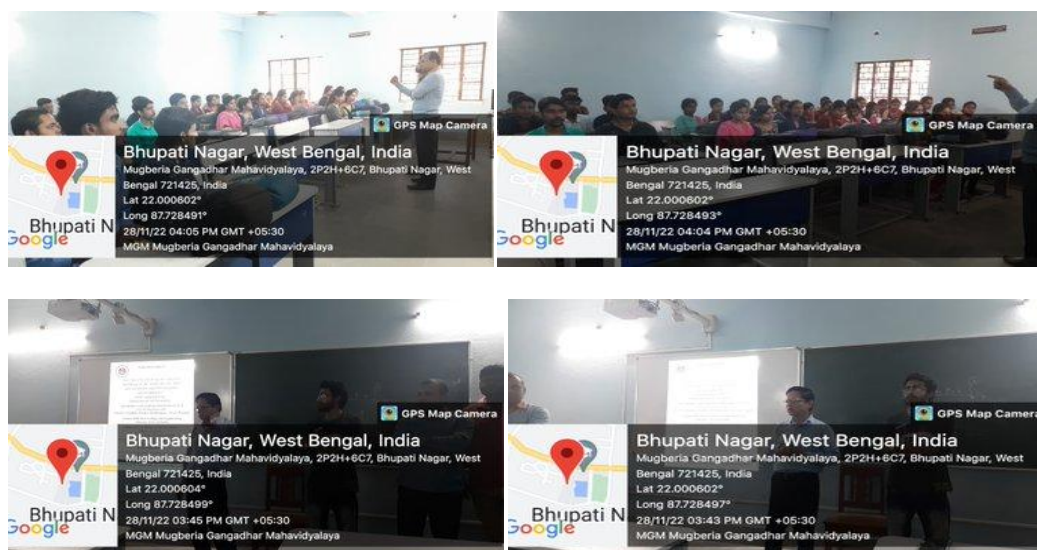 GPS Map Camera
Bhupati Nagar, West Bengal, India
Mugberia Gangadhar Mahavidyalaya, 2P2H+6C7, Bhupati Nagar, West
Bengal 721425, India
Lat 22.000602°
Long 87.728491°
28/11/22 04:05 PM GMT +05:30
MGM Mugberia Gangadhar Mahavidyalaya
Bhupati N
Google
GPS Map Camera
Bhupati Nagar, West Bengal, India
Mugberia Gangadhar Mahavidyalaya, 2P2H+6C7, Bhupati Nagar, West
Bengal 721425, India
Lat 22.000602°
Long 87.728493°
28/11/22 04:04 PM GMT +05:30
MGM Mugberia Gangadhar Mahavidyalaya
Bhupati N
Google
GPS Map Camera
Bhupati Nagar, West Bengal, India
Mugberia Gangadhar Mahavidyalaya, 2P2H+6C7, Bhupati Nagar, West
Bengal 721425, India
Lat 22.000604°
Long 87.728499°
28/11/22 03:45 PM GMT +05:30
MGM Mugberia Gangadhar Mahavidyalaya
Bhupati N
Google
GPS Map Camera
Bhupati Nagar, West Bengal, India
Mugberia Gangadhar Mahavidyalaya, 2P2H+6C7, Bhupati Nagar, West
Bengal 721425, India
Lat 22.000602°
Long 87.728497°
28/11/22 03:43 PM GMT +05:30
MGM Mugberia Gangadhar Mahavidyalaya
Bhupati N
Google